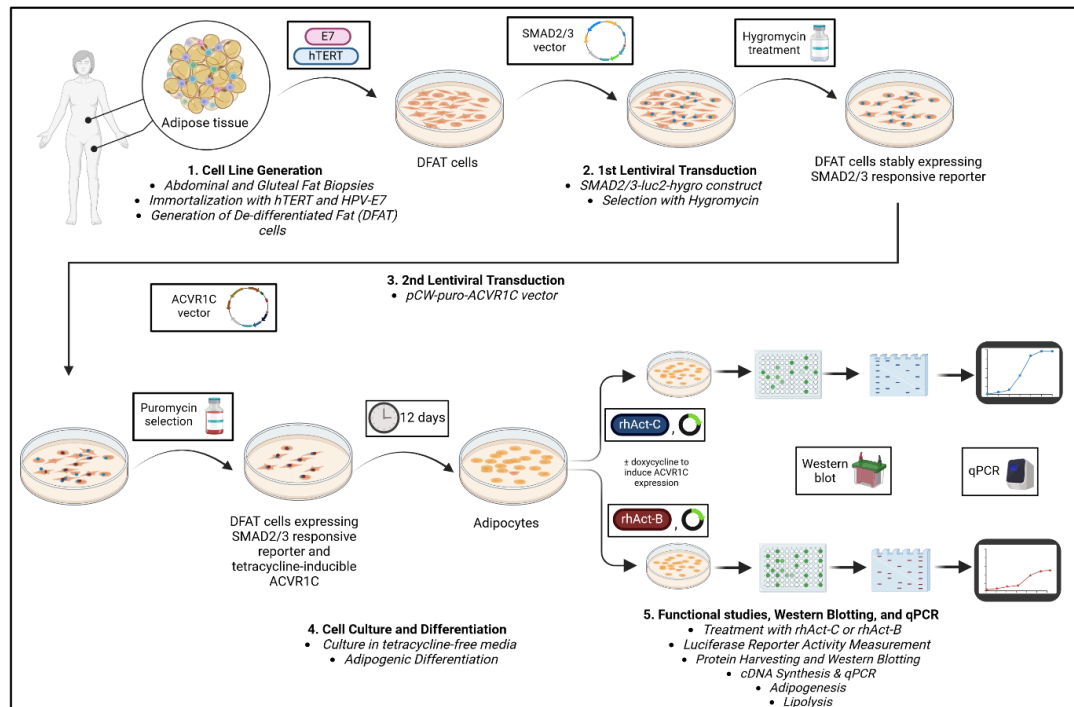 E7
hTERT
Adipose tissue
SMAD2/3
vector
Hygromycin
treatment
DFAT cells
DFAT cells stably expressing
SMAD2/3 responsive reporter
1. Cell Line Generation
• Abdominal and Gluteal Fat Biopsies
• Immortalization with hTERT and HPV-E7
• Generation of De-differentiated Fat (DFAT)
cells
2. 1st Lentiviral Transduction
• SMAD2/3-luc2-hygro construct
• Selection with Hygromycin
3. 2nd Lentiviral Transduction
• pCW-puro-ACVR1C vector
ACVR1C
vector
Puromycin
selection
12 days
DFAT cells expressing
SMAD2/3 responsive
reporter and
tetracycline-inducible
ACVR1C
Adipocytes
rhAct-C ,
± doxycycline to
induce ACVR1C
expression
rhAct-B ,
Western
blot
qPCR
4. Cell Culture and Differentiation
• Culture in tetracycline-free media
• Adipogenic Differentiation
5. Functional studies, Western Blotting, and qPCR
• Treatment with rhAct-C or rhAct-B
• Luciferase Reporter Activity Measurement
• Protein Harvesting and Western Blotting
• cDNA Synthesis & qPCR
• Adipogenesis
• Lipolysis